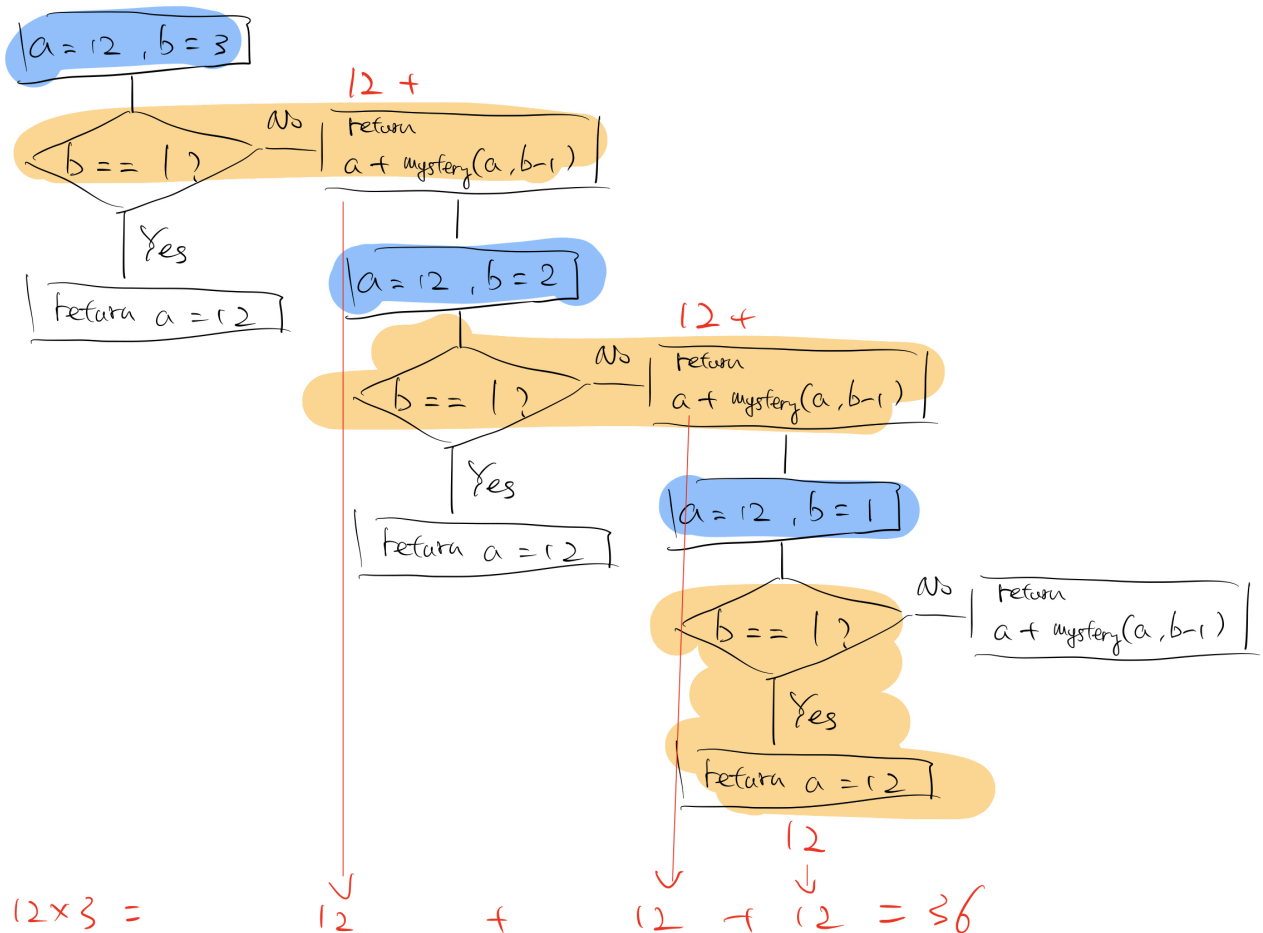 a = 12 , b = 3
12 +
b == 1 ?
No
return
a + mystery(a, b-1)
Yes
return a = 12
a = 12 , b = 2
12 +
b == 1 ?
No
return
a + mystery(a, b-1)
Yes
return a = 12
a = 12 , b = 1
b == 1 ?
No
return
a + mystery(a, b-1)
Yes
return a = 12
12
12 × 3 = 12 + 12 + 12 = 36